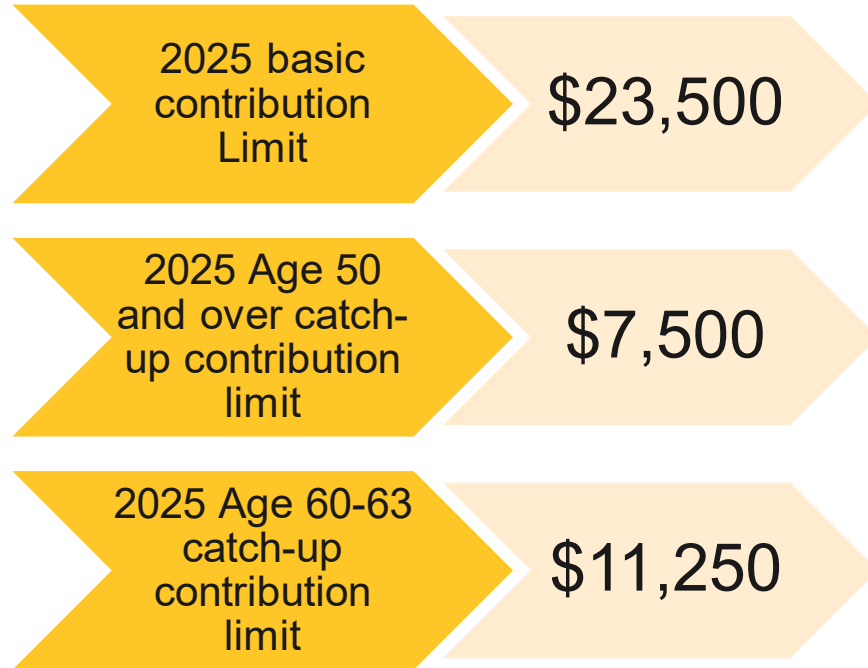 2025 basic
contribution
Limit
$23,500
2025 Age 50
and over catch-
up contribution
limit
$7,500
2025 Age 60-63
catch-up
contribution
limit
$11,250